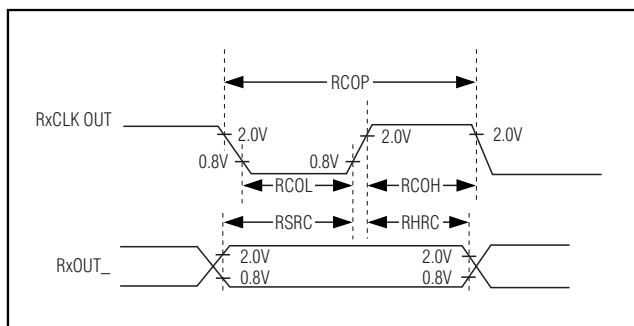 RCOP
RxCLK OUT
2.0V
2.0V
2.0V
0.8V
0.8V
RCOL
RCOH
RSRC
RHRC
RxOUT_
2.0V
2.0V
0.8V
0.8V